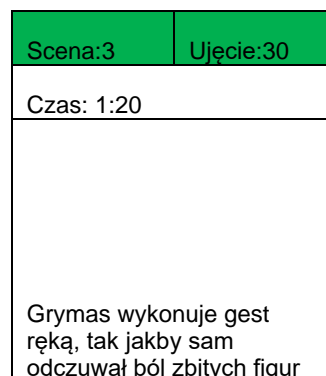 Scena:3 Ujęcie:30
Czas: 1:20
Grymas wykonuje gest
ręką, tak jakby sam
odczuwał ból zbitych figur